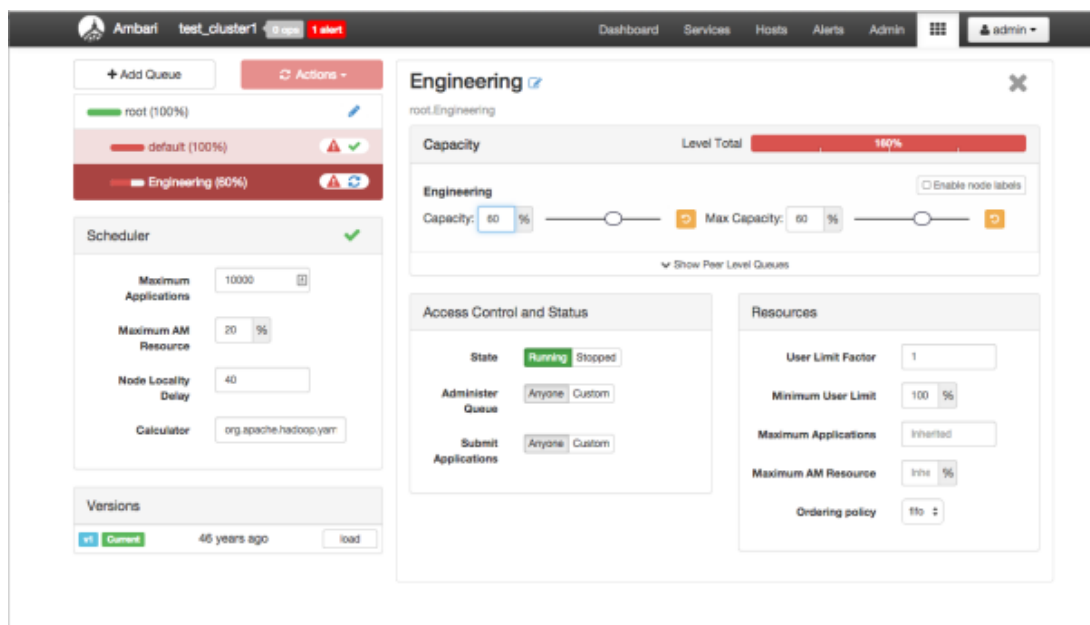 Ambari test_cluster1 0 ops 1 alert Dashboard Services Hosts Alerts Admin admin
+ Add Queue
Actions
root (100%)
default (100%)
Engineering (60%)
Scheduler
Maximum Applications 10000
Maximum AM Resource 20 %
Node Locality Delay 40
Calculator org.apache.hadoop.yarr
Versions
v1 Current 46 years ago load
Engineering
root.Engineering
Capacity Level Total 160%
Engineering Enable node labels
Capacity: 60 % Max Capacity: 60 %
Show Peer Level Queues
Access Control and Status
State Running Stopped
Administer Queue Anyone Custom
Submit Applications Anyone Custom
Resources
User Limit Factor 1
Minimum User Limit 100 %
Maximum Applications Inherited
Maximum AM Resource Inhe %
Ordering policy fifo